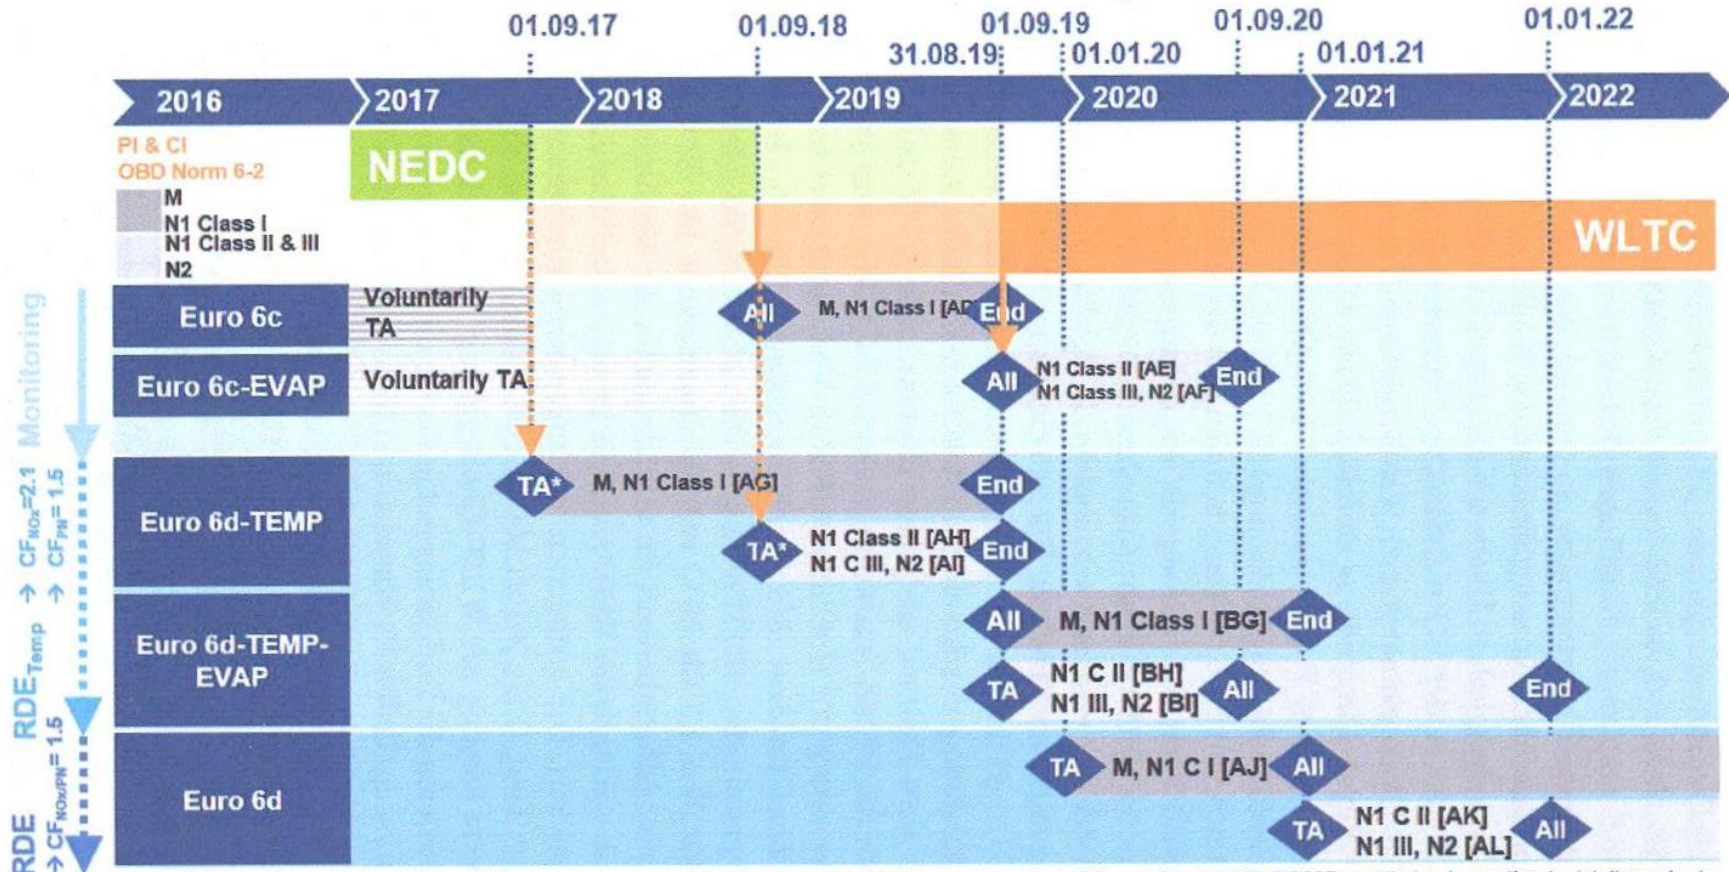 01.09.17
01.09.18
01.09.19
01.09.20
01.01.22
31.08.19
01.01.20
01.01.21
2016
2017
2018
2019
2020
2021
2022
PI & CI
OBD Norm 6-2
M
N1 Class I
N1 Class II & III
N2
NEDC
WLTC
Monitoring
Euro 6c
Voluntarily
TA
All
M, N1 Class I
End
Euro 6c-EVAP
Voluntarily TA
All
N1 Class II [AE]
N1 Class III, N2 [AF]
End
RDETemp → CFNOx=2.1
→ CFPN=1.5
Euro 6d-TEMP
TA*
M, N1 Class I [AG]
End
TA*
N1 Class II [AH]
N1 C III, N2 [AI]
End
Euro 6d-TEMP-
EVAP
All
M, N1 Class I [BG]
End
TA
N1 C II [BH]
N1 III, N2 [BI]
All
End
RDE
→ CFNOx/PN=1.5
Euro 6d
TA
M, N1 C I [AJ]
All
TA
N1 C II [AK]
N1 III, N2 [AL]
All